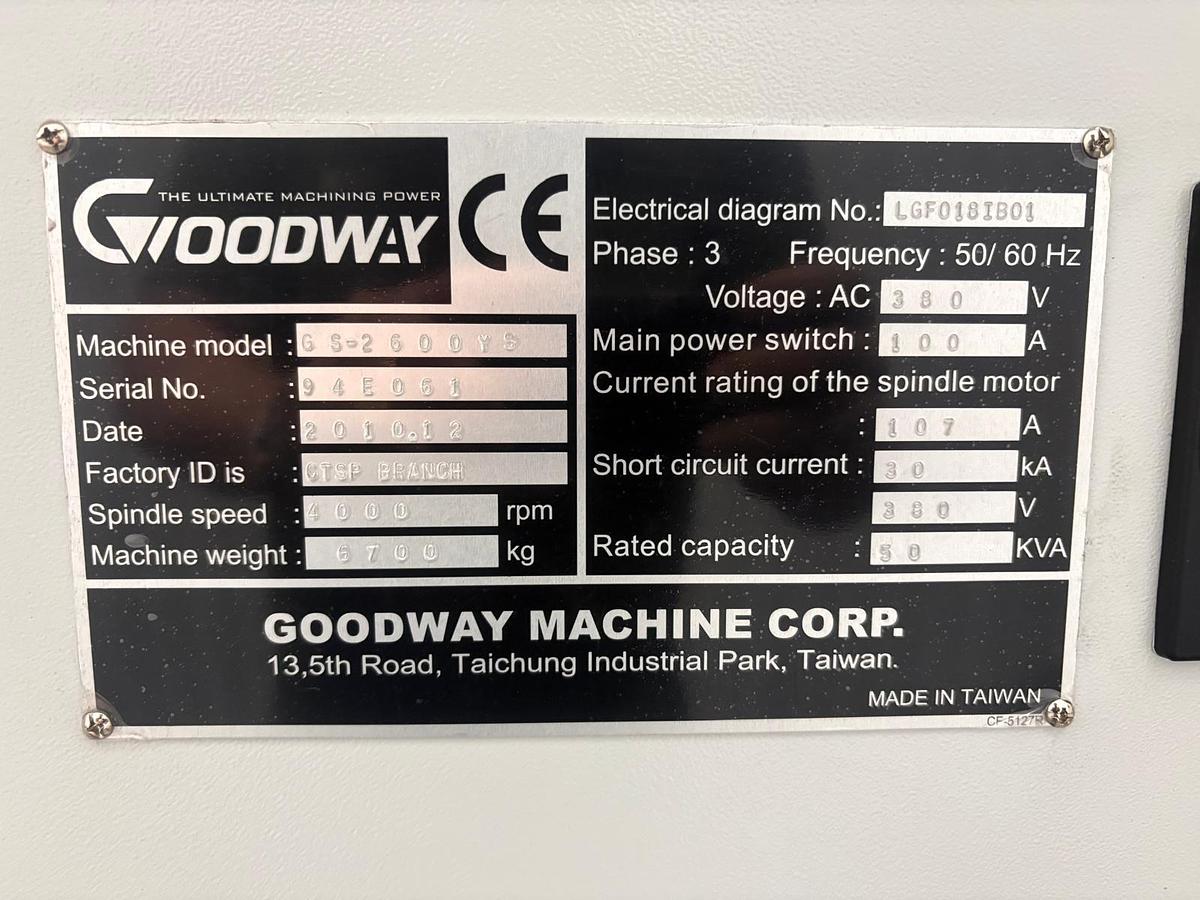 THE ULTIMATE MACHINING POWER
GOODWAY
CE
Machine model : GS-2600YS
Serial No. : 94E061
Date : 2010.12
Factory ID is : CTSP BRANCH
Spindle speed : 4000 rpm
Machine weight : 6700 kg
Electrical diagram No.: LGF018IB01
Phase : 3 Frequency : 50/ 60 Hz
Voltage : AC 380 V
Main power switch : 100 A
Current rating of the spindle motor
: 107 A
Short circuit current : 30 kA
380 V
Rated capacity : 50 KVA
GOODWAY MACHINE CORP.
13,5th Road, Taichung Industrial Park, Taiwan.
MADE IN TAIWAN
CF-5127R